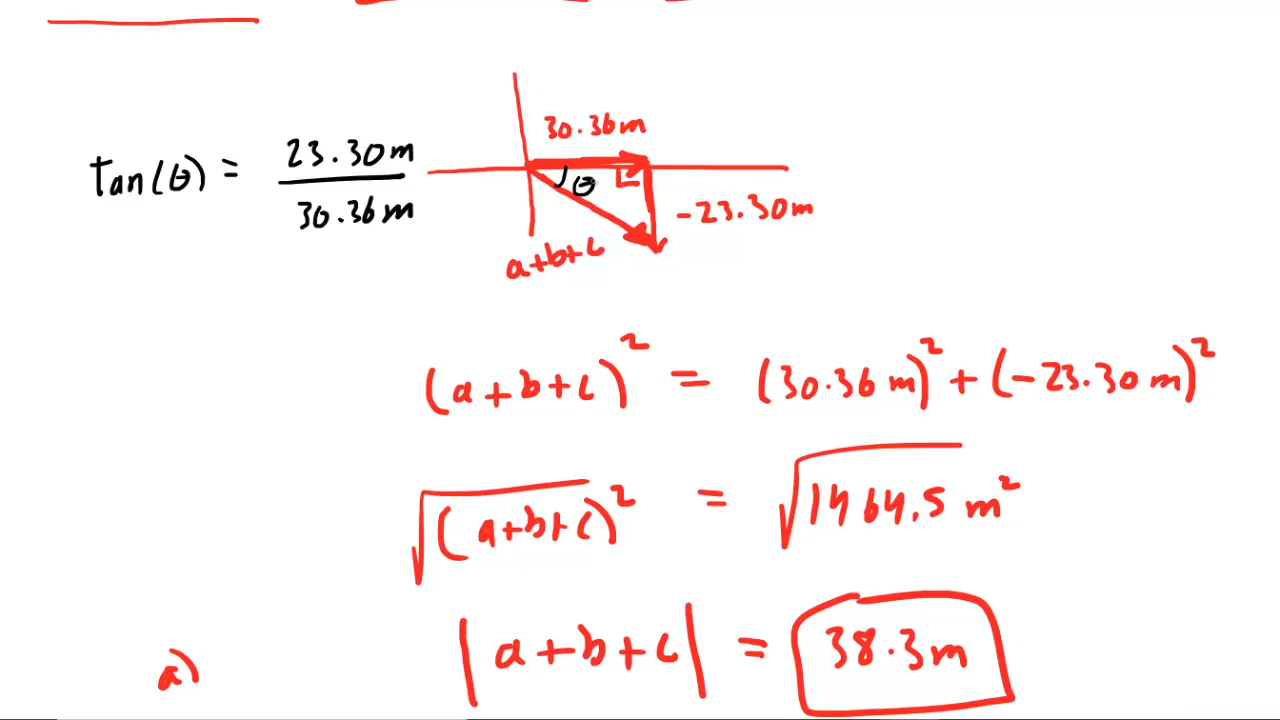 30.36m
tan(θ) = 23.30m / 30.36m
θ
-23.30m
a+b+c
(a+b+c)² = (30.36m)² + (-23.30m)²
√(a+b+c)² = √1464.5 m²
a) |a+b+c| = 38.3m